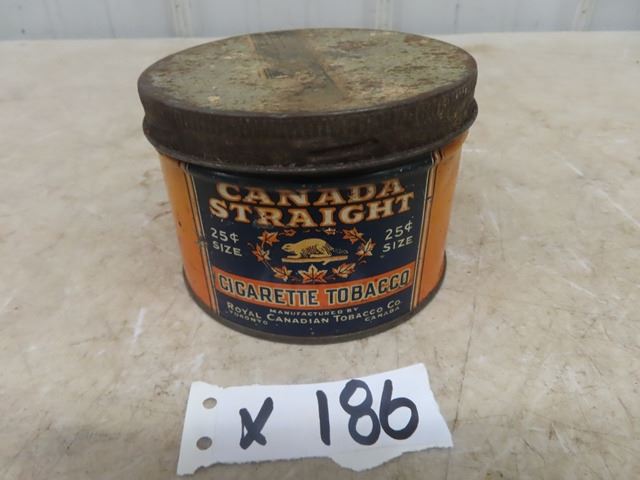 CANADA
STRAIGHT
25¢ SIZE
25¢ SIZE
CIGARETTE TOBACCO
MANUFACTURED BY
ROYAL CANADIAN TOBACCO CO.
TORONTO CANADA
X 186